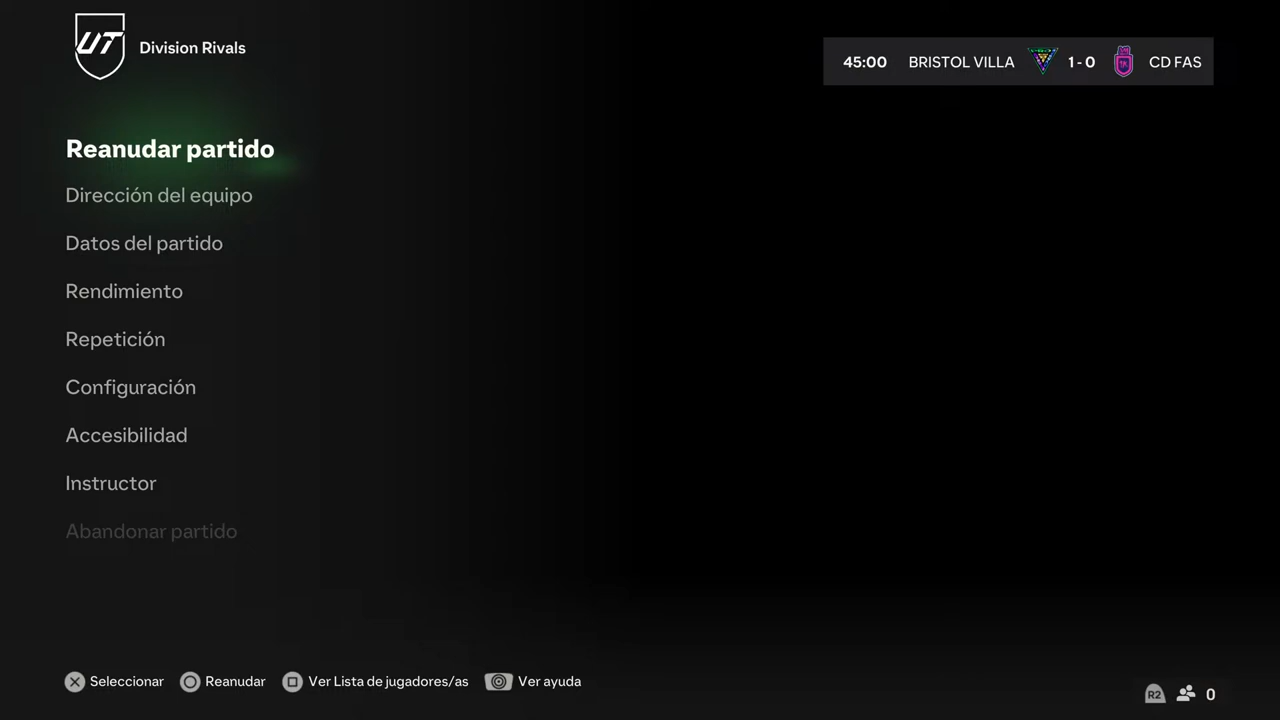 UT Division Rivals
45:00 BRISTOL VILLA 1 - 0 CD FAS
Reanudar partido
Dirección del equipo
Datos del partido
Rendimiento
Repetición
Configuración
Accesibilidad
Instructor
Abandonar partido
Seleccionar Reanudar Ver Lista de jugadores/as Ver ayuda
R2 0